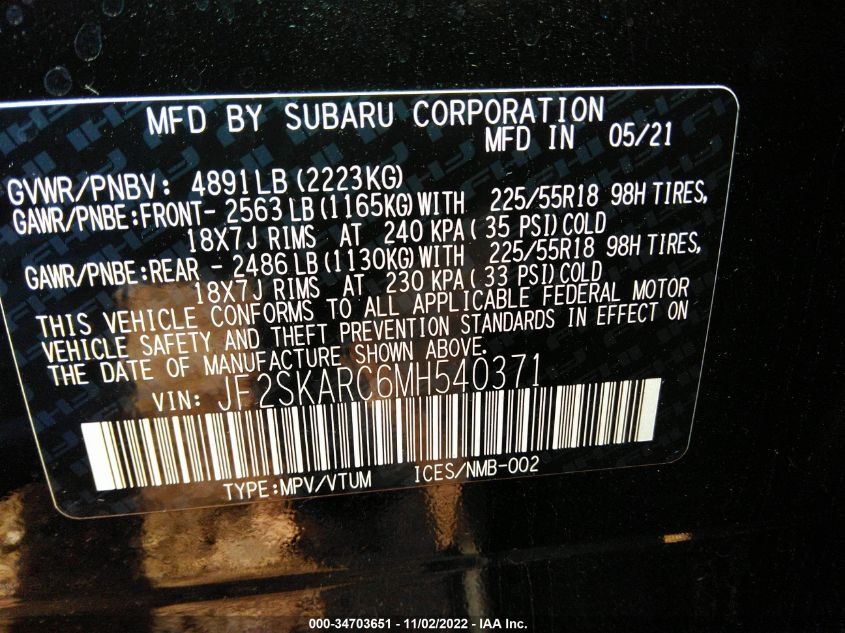 MFD BY SUBARU CORPORATION
MFD IN 05/21
GVWR/PNBV: 4891LB (2223KG)
GAWR/PNBE:FRONT- 2563 LB (1165KG) WITH 225/55R18 98H TIRES,
18X7J RIMS AT 240 KPA ( 35 PSI) COLD
GAWR/PNBE:REAR - 2486 LB (1130KG) WITH 225/55R18 98H TIRES,
18X7J RIMS AT 230 KPA ( 33 PSI) COLD
THIS VEHICLE CONFORMS TO ALL APPLICABLE FEDERAL MOTOR
VEHICLE SAFETY AND THEFT PREVENTION STANDARDS IN EFFECT ON
THE DATE OF MANUFACTURE SHOWN ABOVE.
VIN: JF2SKARC6MH540371
TYPE:MPV/VTUM ICES/NMB-002
000-34703651 - 11/02/2022 - IAA Inc.